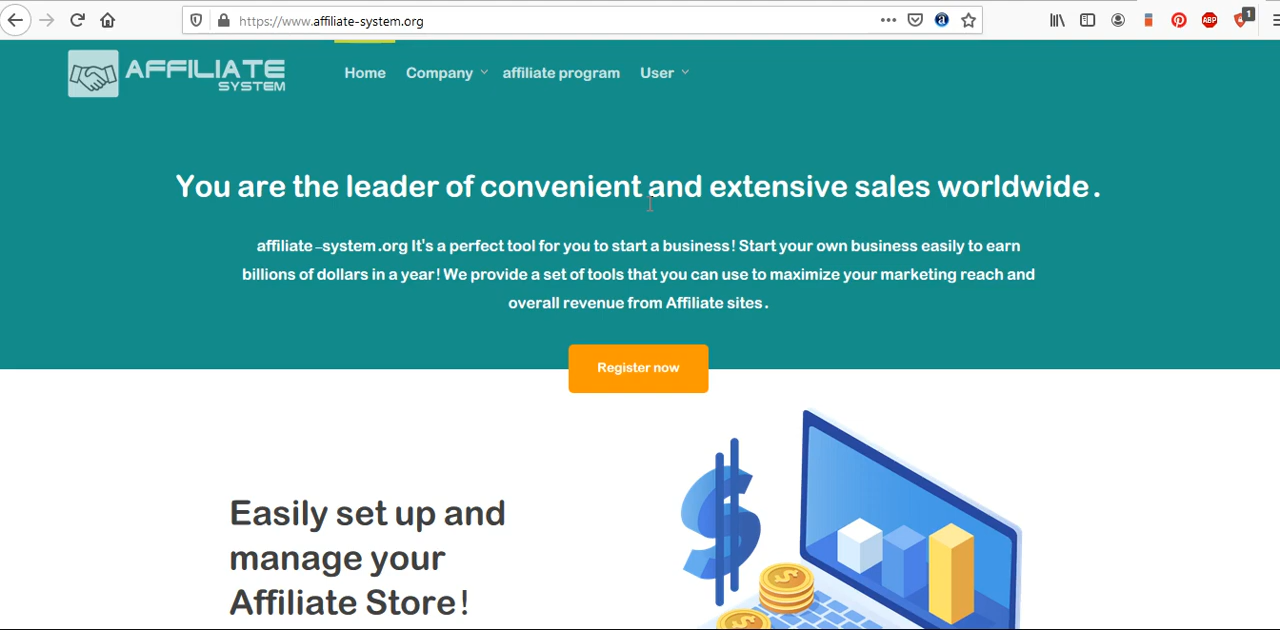 https://www.affiliate-system.org
ABP
1
AFFILIATE
SYSTEM
Home Company affiliate program User
You are the leader of convenient and extensive sales worldwide.
affiliate-system.org It's a perfect tool for you to start a business! Start your own business easily to earn
billions of dollars in a year! We provide a set of tools that you can use to maximize your marketing reach and
overall revenue from Affiliate sites.
Register now
Easily set up and
manage your
Affiliate Store!